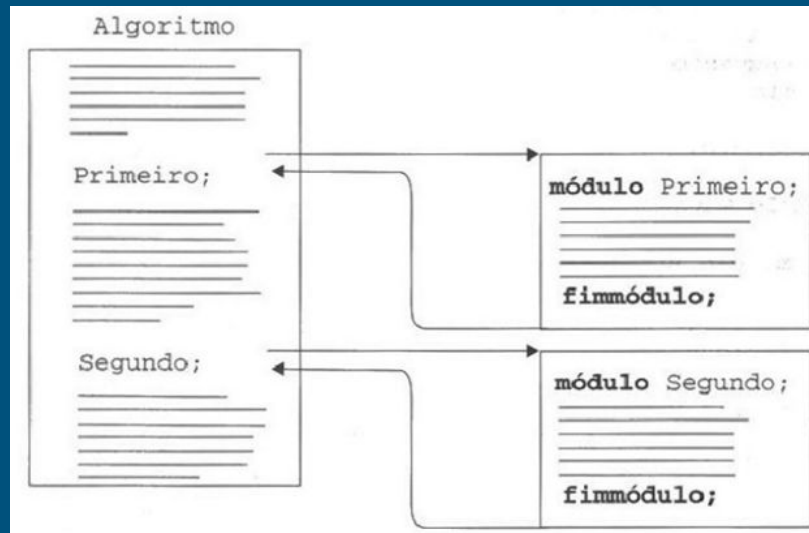 Algoritmo
Primeiro;
módulo Primeiro;
fimmódulo;
Segundo;
módulo Segundo;
fimmódulo;